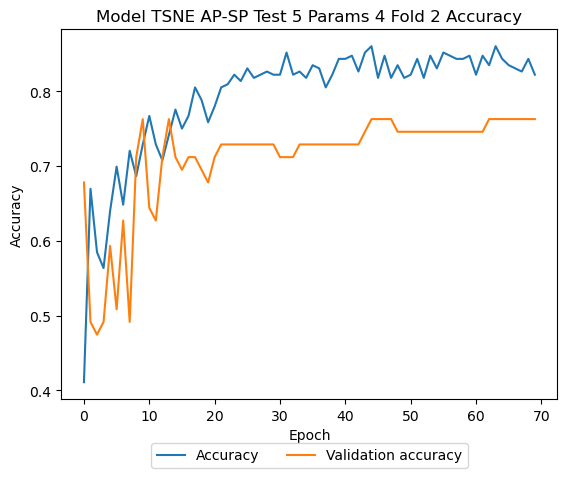 Model TSNE AP-SP Test 5 Params 4 Fold 2 Accuracy
Accuracy
0.8
0.7
0.6
0.5
0.4
0 10 20 30 40 50 60 70
Epoch
Accuracy Validation accuracy